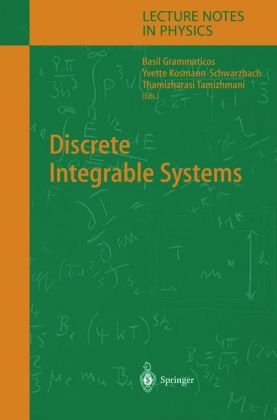 LECTURE NOTES
IN PHYSICS
Basil Grammaticos
Yvette Kosmann-Schwarzbach
Thamizharasi Tamizhmani
(Eds.)
Discrete
Integrable Systems
Springer